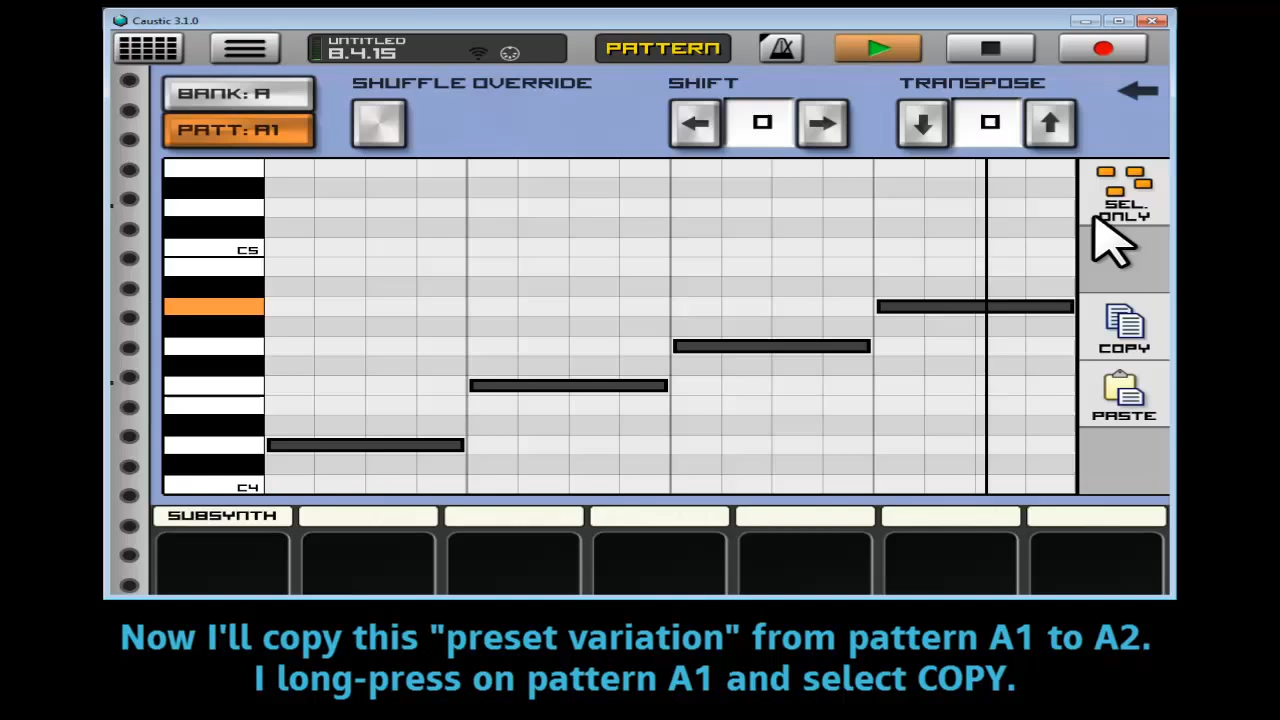 Caustic 3.1.0
UNTITLED
8.4.15
PATTERN
BANK: A
SHUFFLE OVERRIDE
SHIFT
TRANSPOSE
PATT: A1
0
0
SEL.
ONLY
C5
COPY
PASTE
C4
SUBSYNTH
Now I'll copy this "preset variation" from pattern A1 to A2.
I long-press on pattern A1 and select COPY.